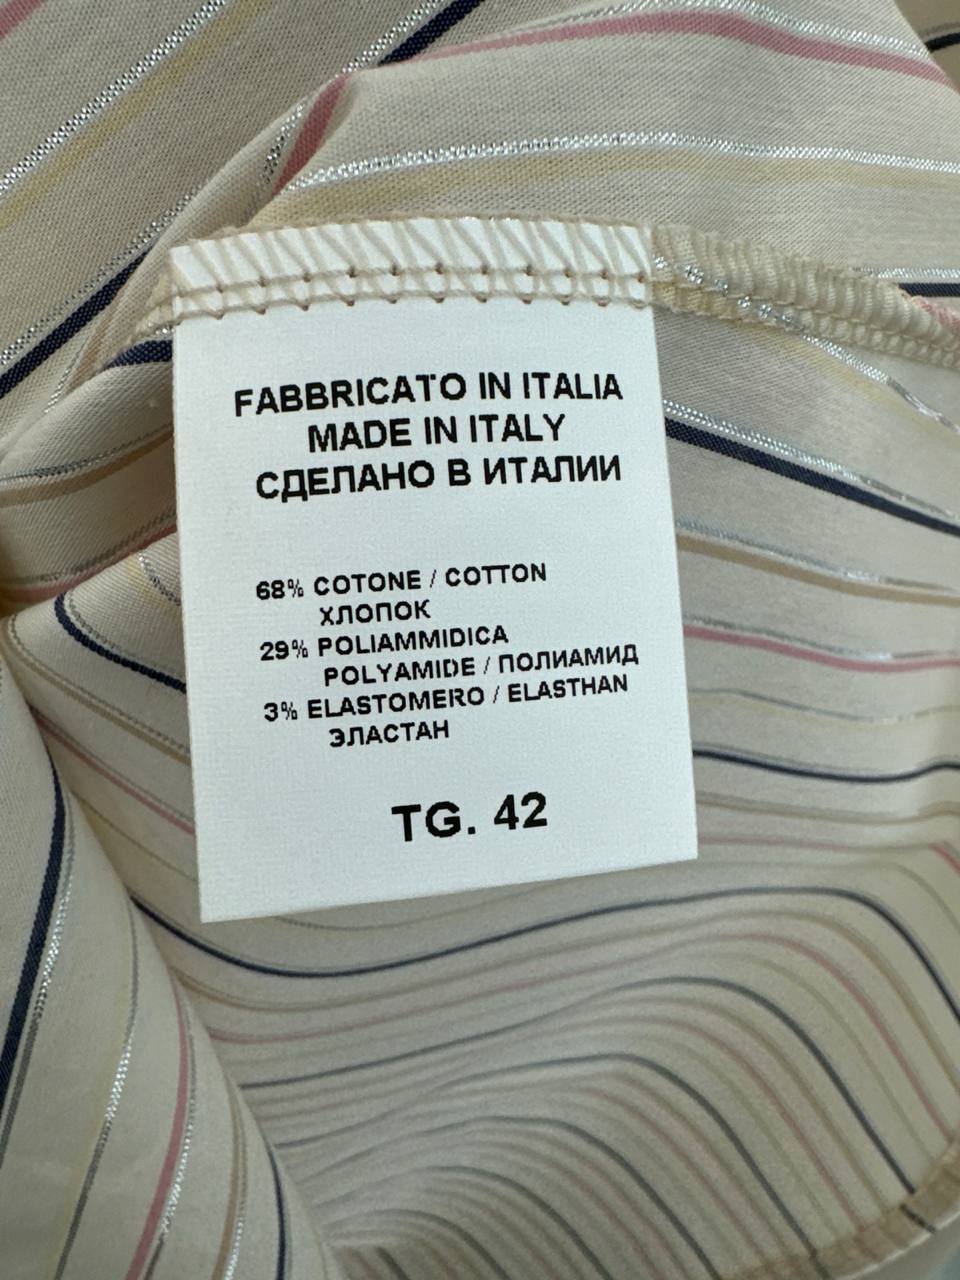 FABBRICATO IN ITALIA
MADE IN ITALY
СДЕЛАНО В ИТАЛИИ
68% COTONE / COTTON
ХЛОПОК
29% POLIAMMIDICA
POLYAMIDE / ПОЛИАМИД
3% ELASTOMERO / ELASTHAN
ЭЛАСТАН
TG. 42